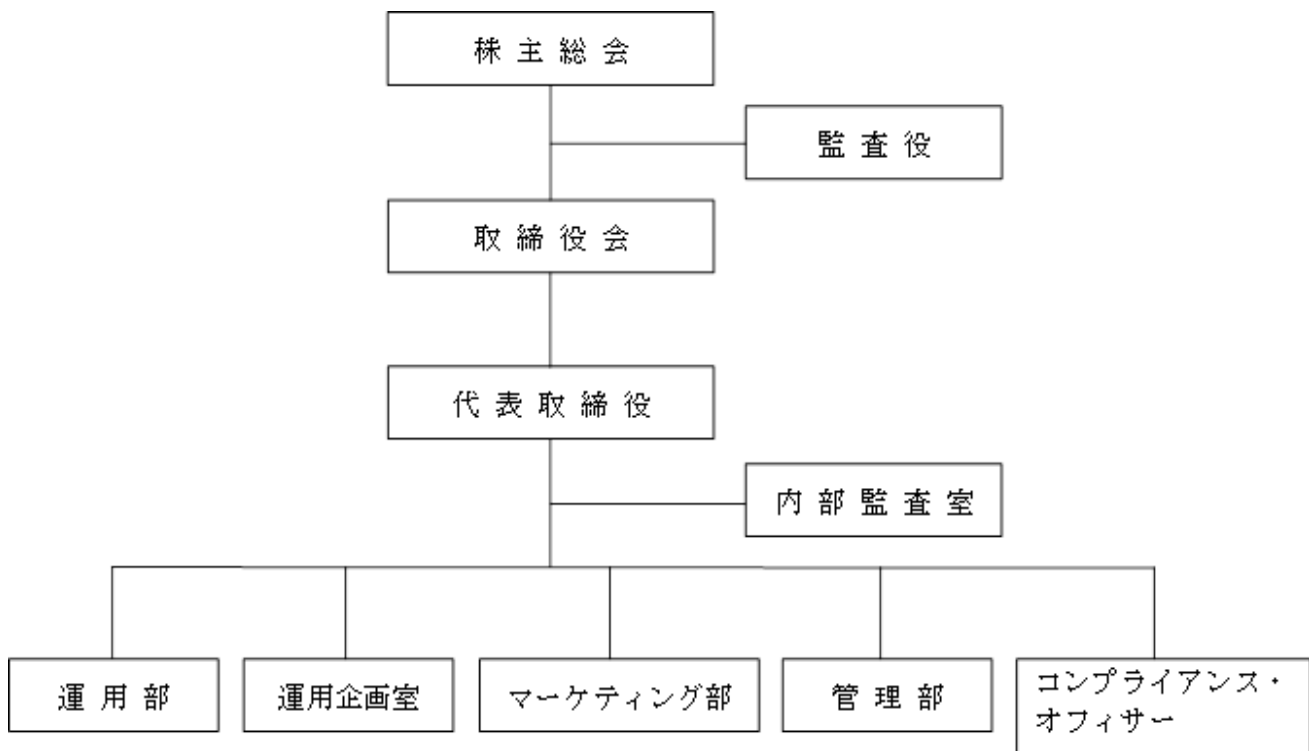 株主総会
監査役
取締役会
代表取締役
内部監査室
運用部
運用企画室
マーケティング部
管理部
コンプライアンス・
オフィサー